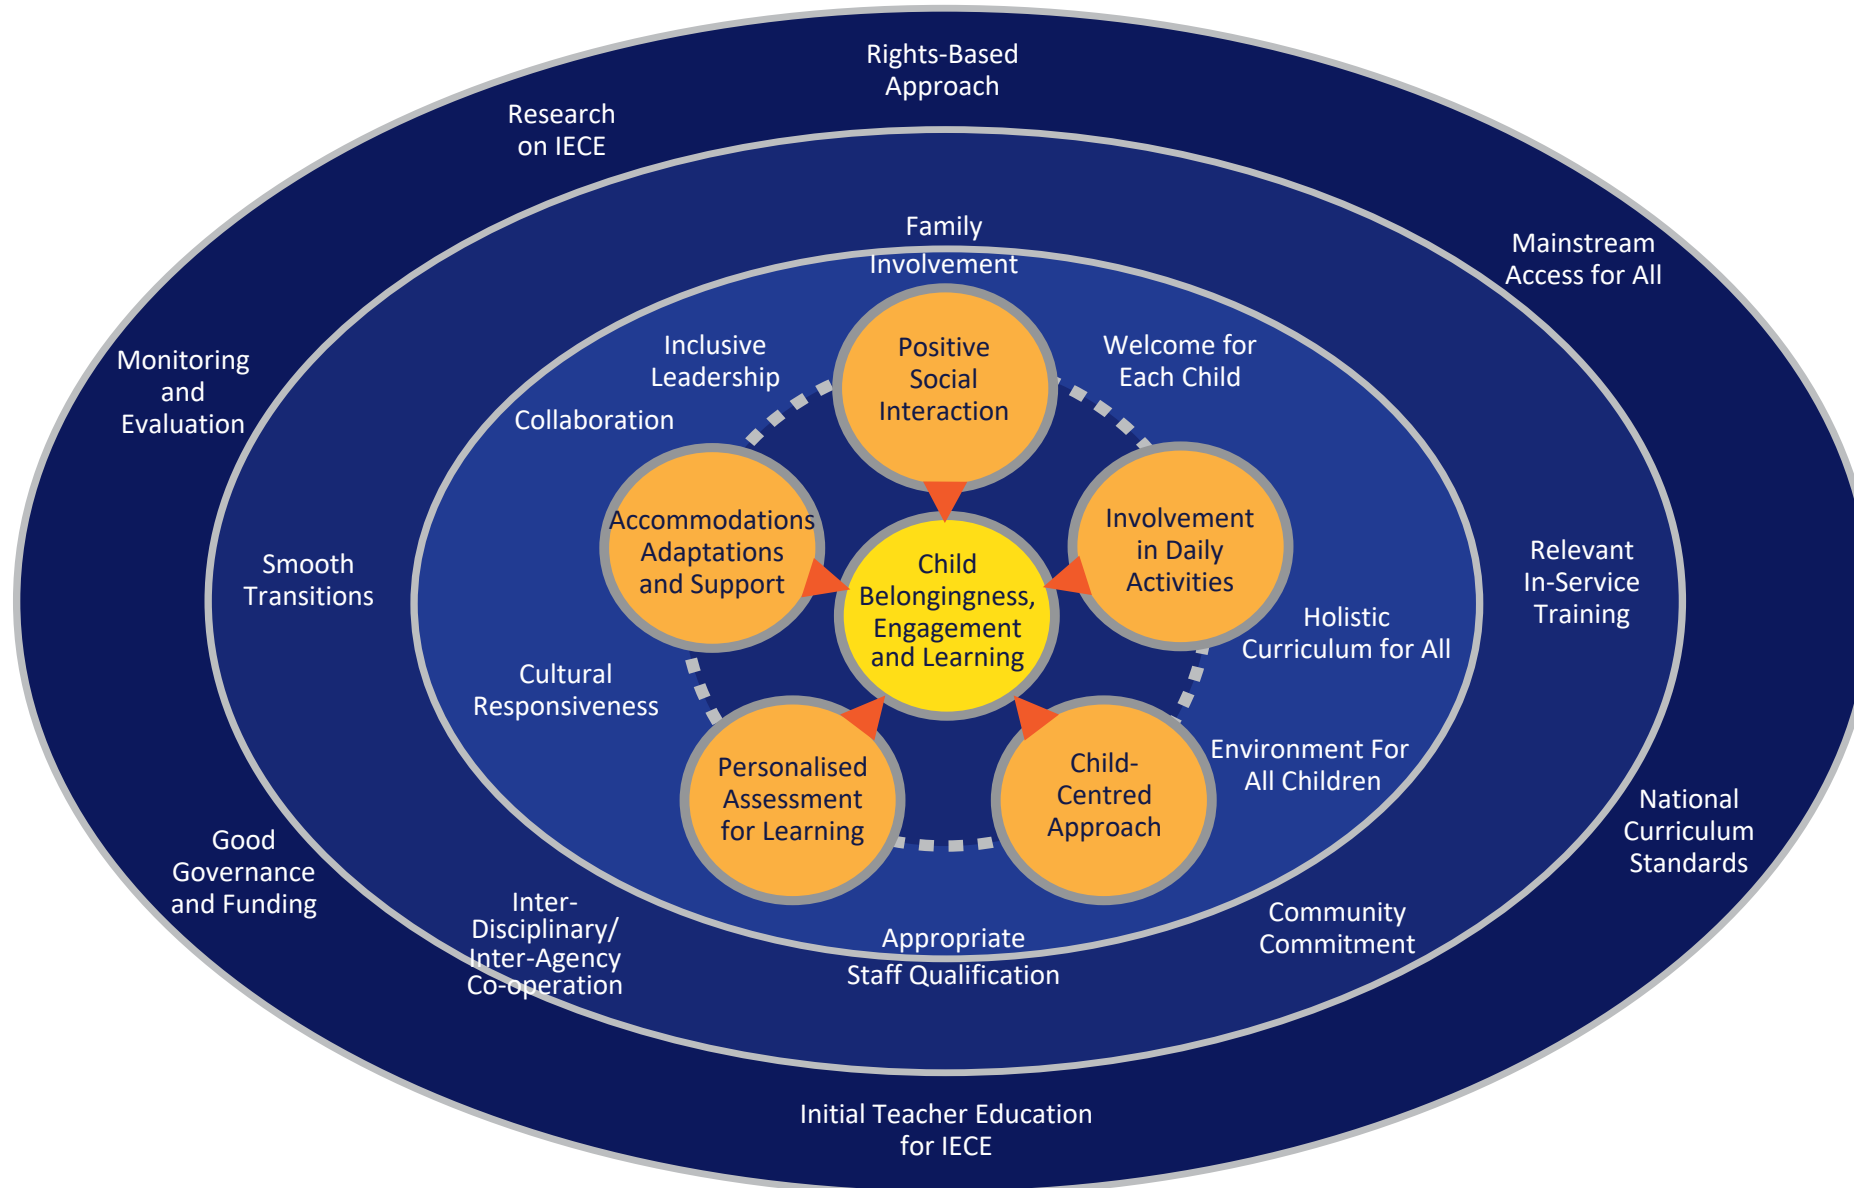 Rights-Based
Approach
Research
on IECE
Mainstream
Access for All
Monitoring
and
Evaluation
National
Curriculum
Standards
Good
Governance
and Funding
Initial Teacher Education
for IECE
Family
Involvement
Smooth
Transitions
Relevant
In-Service
Training
Inter-
Disciplinary/
Inter-Agency
Co-operation
Community
Commitment
Inclusive
Leadership
Welcome for
Each Child
Collaboration
Holistic
Curriculum for All
Cultural
Responsiveness
Environment For
All Children
Appropriate
Staff Qualification
Positive
Social
Interaction
Accommodations
Adaptations
and Support
Involvement
in Daily
Activities
Child
Belongingness,
Engagement
and Learning
Personalised
Assessment
for Learning
Child-
Centred
Approach